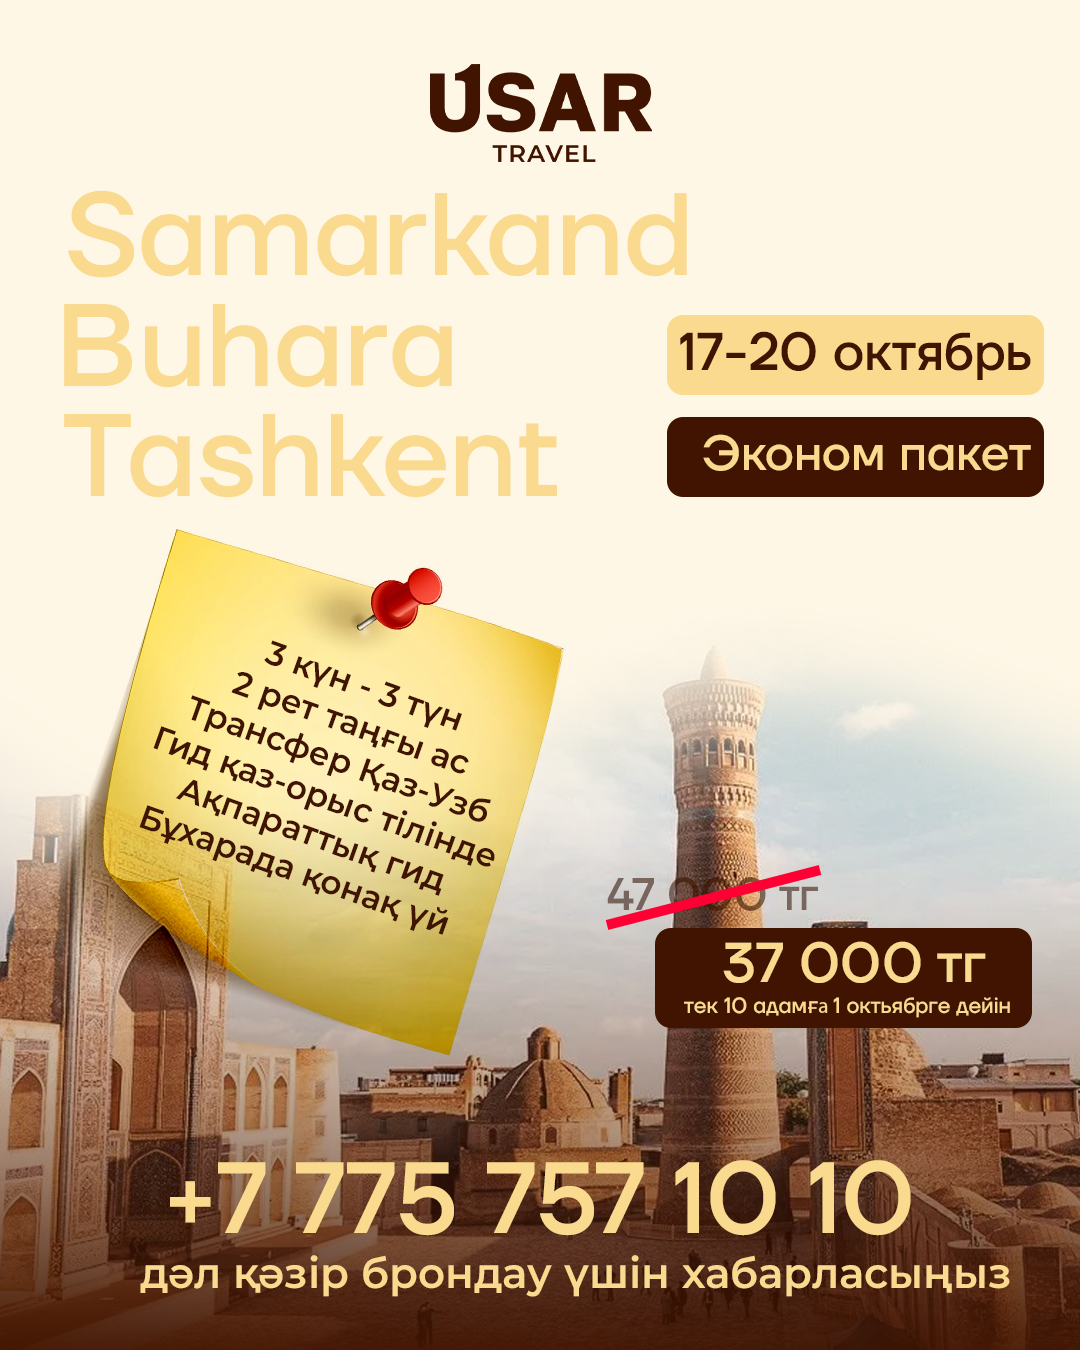 USAR
TRAVEL
Samarkand
Buhara
Tashkent
17-20 октябрь
Эконом пакет
3 күн - 3 түн
2 рет таңғы ас
Трансфер Қаз-Узб
Гид қаз-орыс тілінде
Ақпараттық гид
Бұхарада қонақ үй
47 000 тг
37 000 тг
тек 10 адамға 1 октьябрге дейін
+7 775 757 10 10
дәл қәзір брондау үшін хабарласыңыз